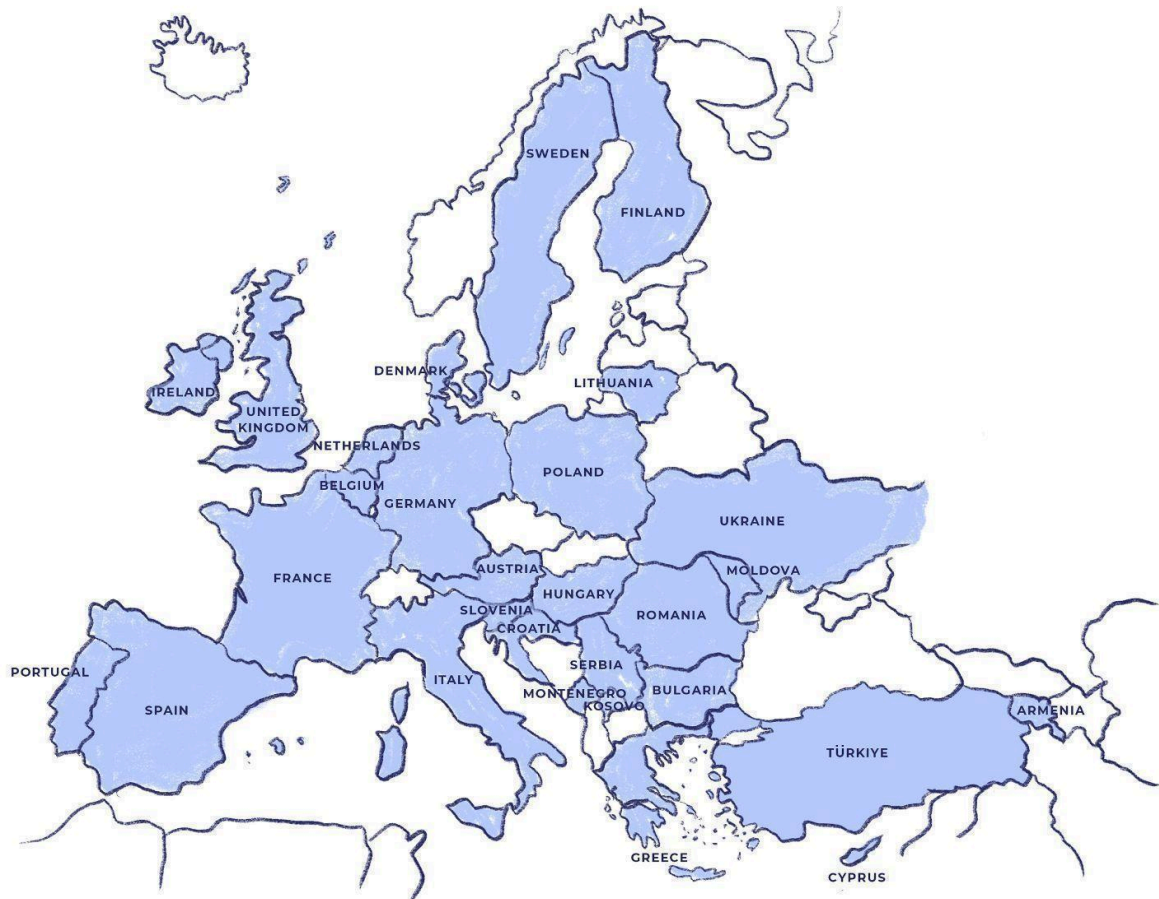 SWEDEN
FINLAND
DENMARK
LITHUANIA
IRELAND
UNITED
KINGDOM
NETHERLANDS
BELGIUM
POLAND
GERMANY
UKRAINE
FRANCE
AUSTRIA
MOLDOVA
HUNGARY
SLOVENIA
CROATIA
ROMANIA
PORTUGAL
SERBIA
ITALY
MONTENEGRO
BULGARIA
KOSOVO
SPAIN
ARMENIA
TÜRKIYE
GREECE
CYPRUS